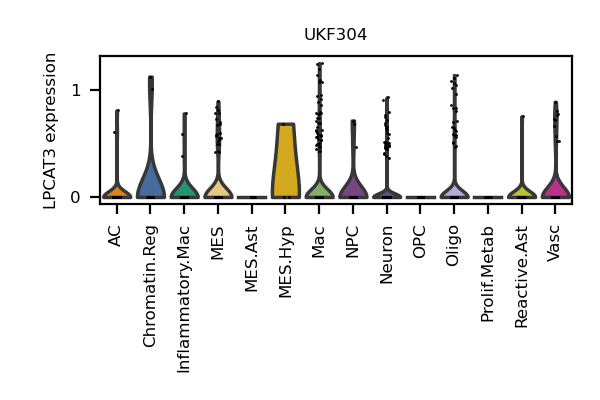 UKF304
LPCAT3 expression
1
0
AC
Chromatin.Reg
Inflammatory.Mac
MES
MES.Ast
MES.Hyp
Mac
NPC
Neuron
OPC
Oligo
Prolif.Metab
Reactive.Ast
Vasc